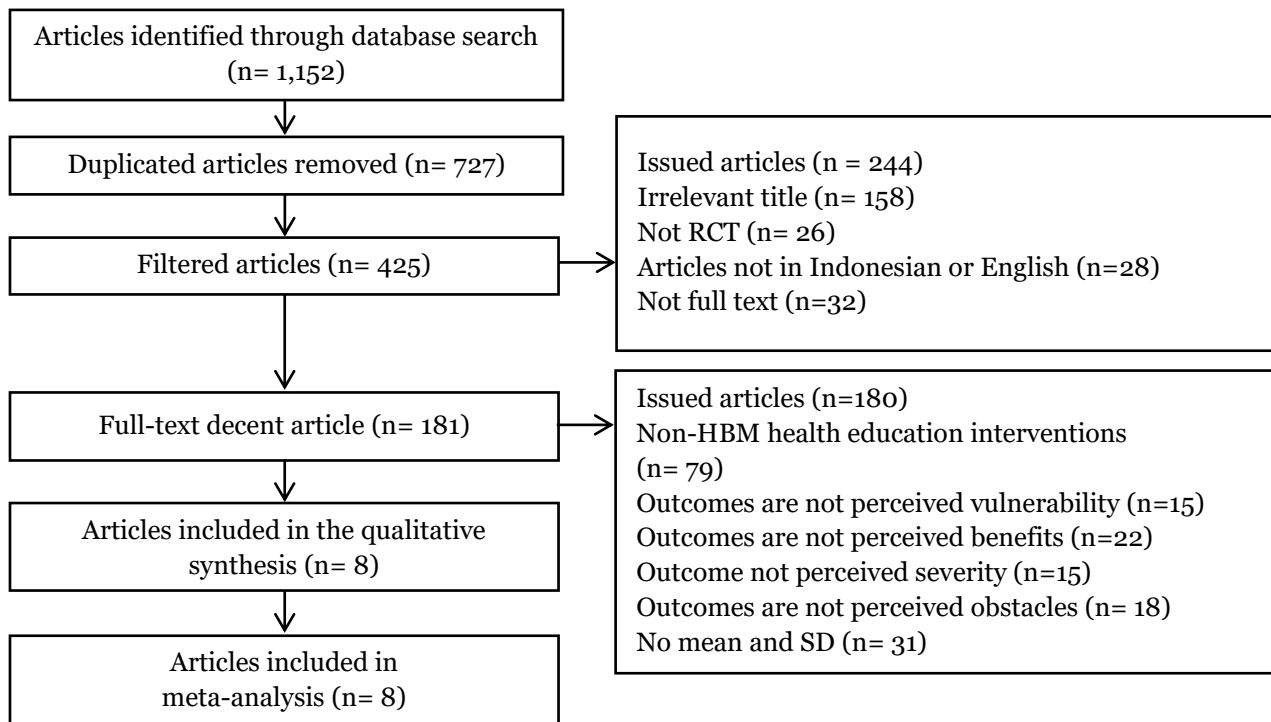 Articles identified through database search
(n= 1,152)
Duplicated articles removed (n= 727)
Filtered articles (n= 425)
Issued articles (n = 244)
Irrelevant title (n= 158)
Not RCT (n= 26)
Articles not in Indonesian or English (n=28)
Not full text (n=32)
Full-text decent article (n= 181)
Issued articles (n=180)
Non-HBM health education interventions
(n= 79)
Outcomes are not perceived vulnerability (n=15)
Outcomes are not perceived benefits (n=22)
Outcome not perceived severity (n=15)
Outcomes are not perceived obstacles (n= 18)
No mean and SD (n= 31)
Articles included in the qualitative
synthesis (n= 8)
Articles included in
meta-analysis (n= 8)